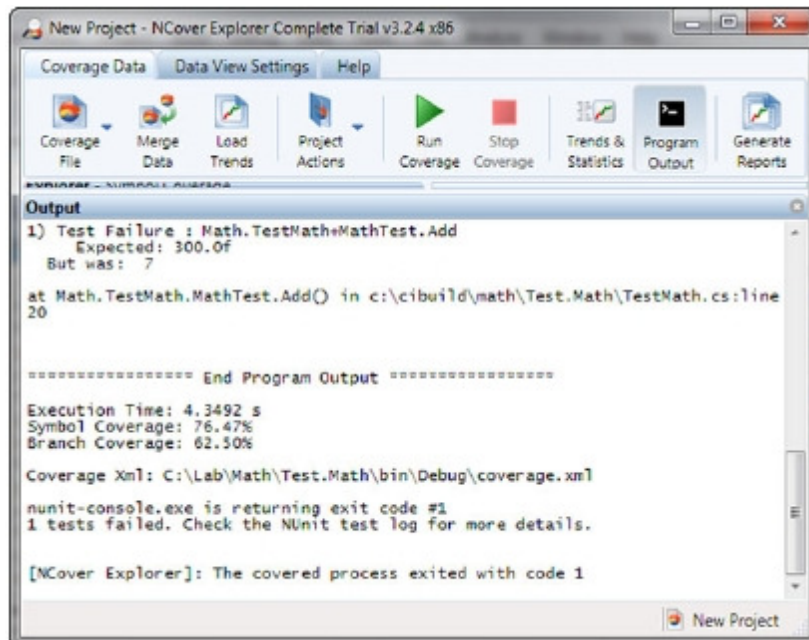 New Project - NCover Explorer Complete Trial v3.2.4 x86
Coverage Data Data View Settings Help
Coverage File
Merge Data
Load Trends
Project Actions
Run Coverage
Stop Coverage
Trends & Statistics
Program Output
Generate Reports
Explorer - Symbol Coverage
Output
1) Test Failure : Math.TestMath+MathTest.Add
Expected: 300.0f
But was: 7
at Math.TestMath.MathTest.Add() in c:\cibuild\math\Test.Math\TestMath.cs:line
20
================= End Program Output =================
Execution Time: 4.3492 s
Symbol Coverage: 76.47%
Branch Coverage: 62.50%
Coverage Xml: C:\Lab\Math\Test.Math\bin\Debug\coverage.xml
nunit-console.exe is returning exit code #1
1 tests failed. Check the NUnit test log for more details.
[NCover Explorer]: The covered process exited with code 1
New Project